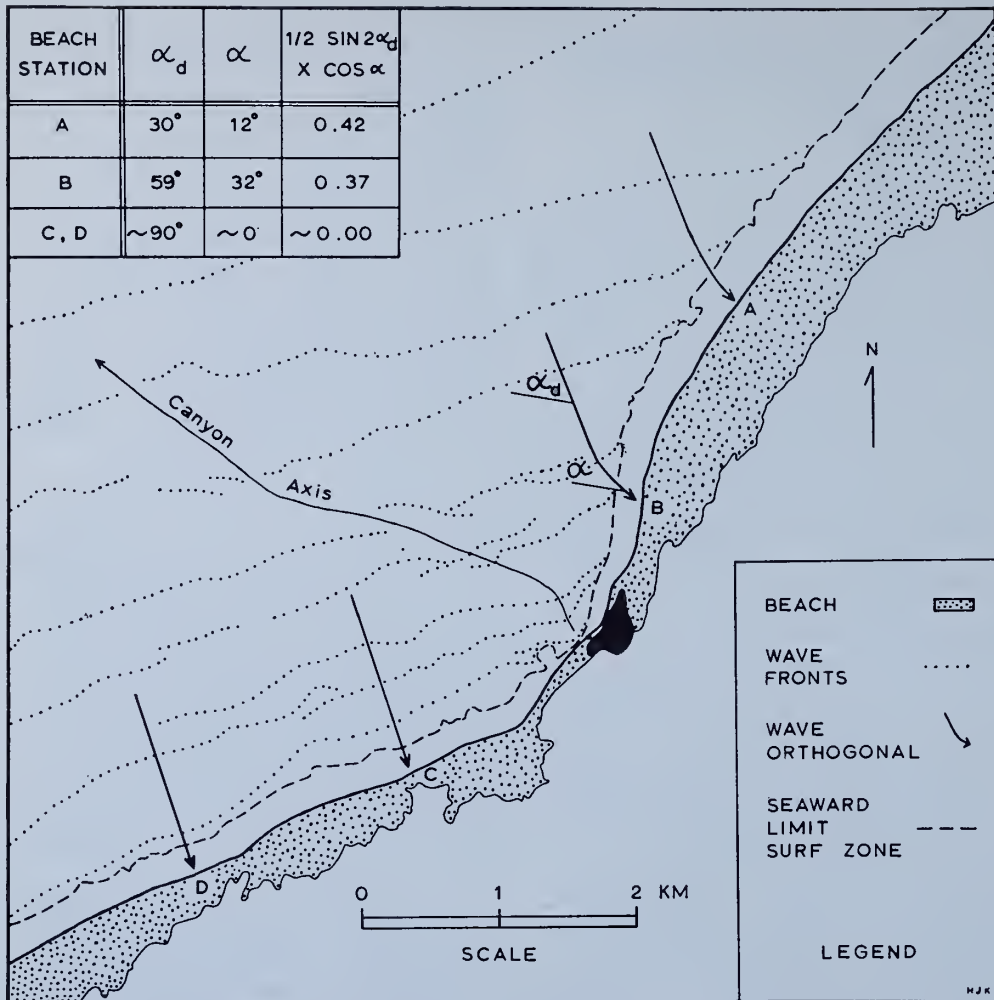 BEACH STATION α_d α 1/2 SIN 2α_d X COS α
A 30° 12° 0.42
B 59° 32° 0.37
C, D ~90° ~0 ~0.00
A
N
α_d
Canyon
Axis
α
B
C
D
0 1 2 KM
SCALE
BEACH
WAVE
FRONTS
WAVE
ORTHOGONAL
SEAWARD
LIMIT
SURF ZONE
LEGEND
HJK